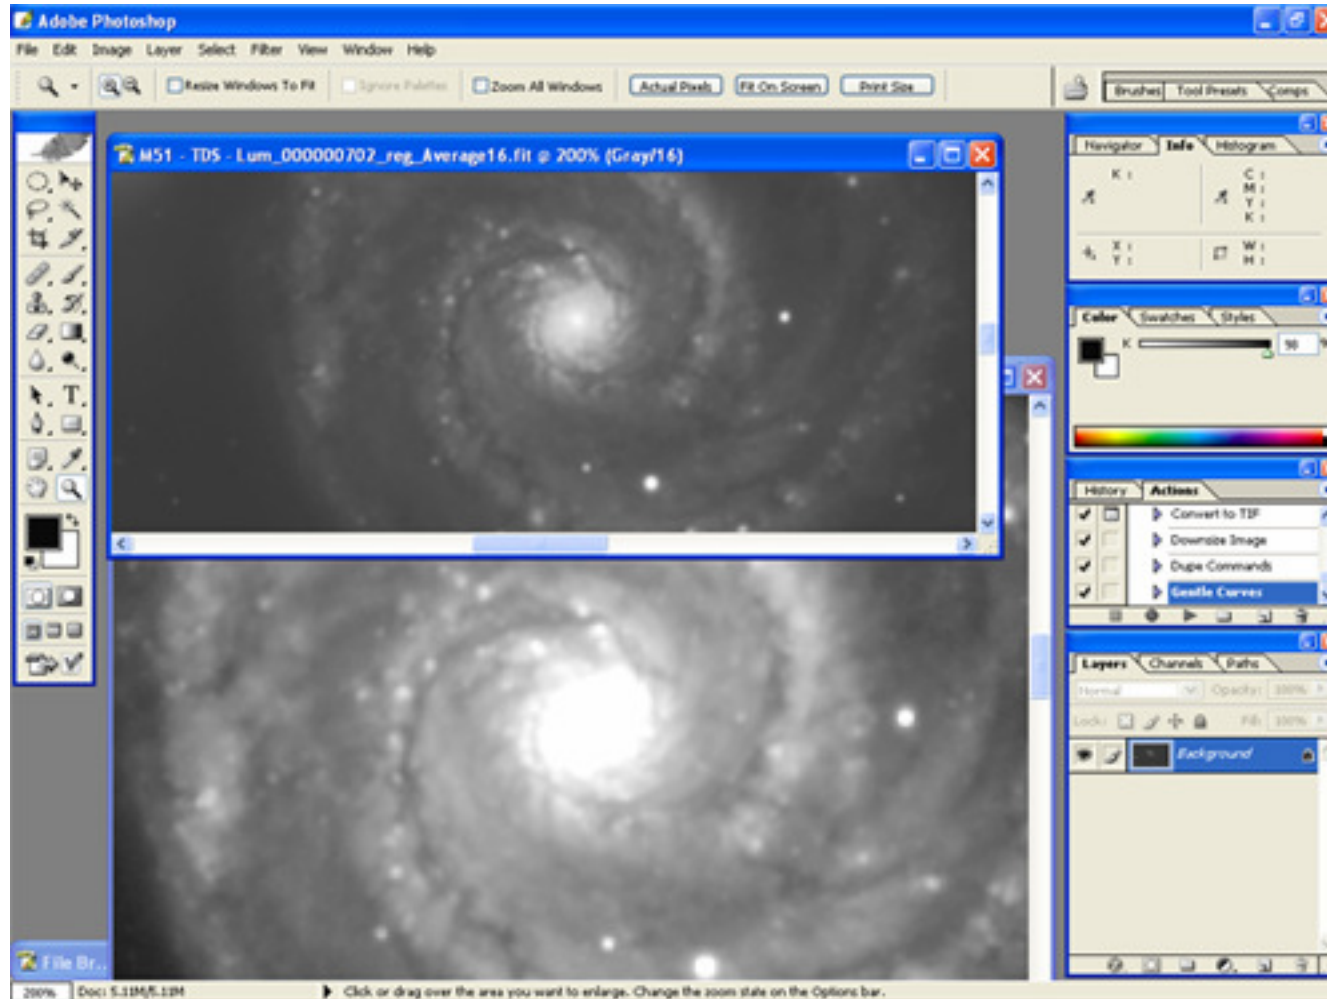 Adobe Photoshop
File Edit Image Layer Select Filter View Window Help
Resize Windows To Fit Ignore Palettes Zoom All Windows Actual Pixels Fit On Screen Print Size
Brushes Tool Presets Comps
M51 - TDS - Lum_000000702_reg_Average16.fit @ 200% (Gray/16)
Navigator Info Histogram
K :
C :
M :
Y :
K :
X :
Y :
W :
H :
Color Swatches Styles
K 90 %
History Actions
Convert to TIF
Downsize Image
Dupe Commands
Gentle Curves
Layers Channels Paths
Normal Opacity: 100%
Lock: Fill: 100%
Background
File Br...
200% Doc: 5.11M/5.11M Click or drag over the area you want to enlarge. Change the zoom state on the Options bar.